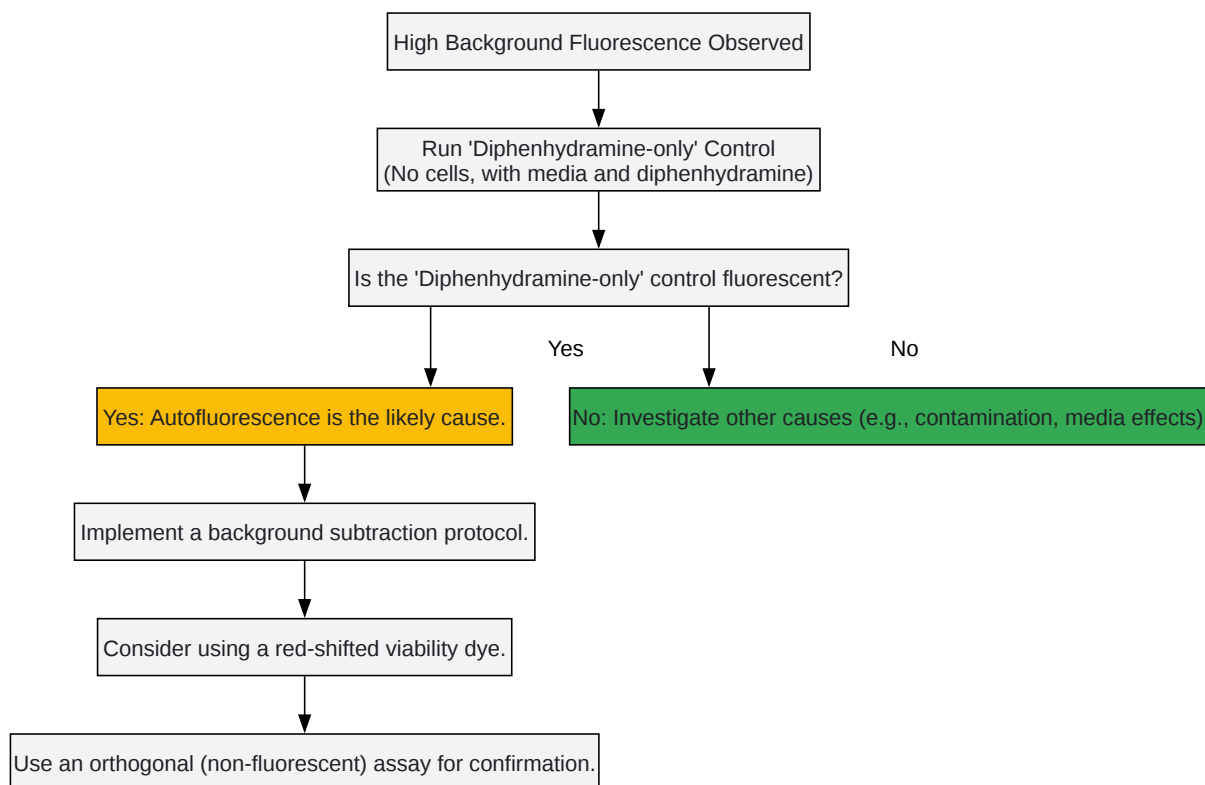 High Background Fluorescence Observed
Run 'Diphenhydramine-only' Control
(No cells, with media and diphenhydramine)
Is the 'Diphenhydramine-only' control fluorescent?
Yes
No
Yes: Autofluorescence is the likely cause.
No: Investigate other causes (e.g., contamination, media effects)
Implement a background subtraction protocol.
Consider using a red-shifted viability dye.
Use an orthogonal (non-fluorescent) assay for confirmation.